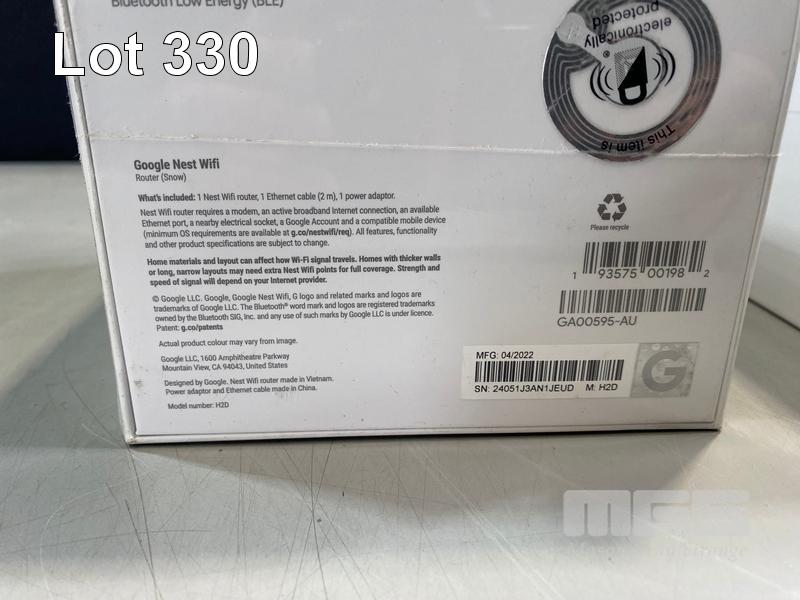 Bluetooth Low Energy (BLE)
Lot 330
This item is
electronically
protected
®
Google Nest Wifi
Router (Snow)
What's included: 1 Nest Wifi router, 1 Ethernet cable (2 m), 1 power adaptor.
Nest Wifi router requires a modem, an active broadband Internet connection, an available
Ethernet port, a nearby electrical socket, a Google Account and a compatible mobile device
(minimum OS requirements are available at g.co/nestwifi/req). All features, functionality
and other product specifications are subject to change.
Home materials and layout can affect how Wi-Fi signal travels. Homes with thicker walls
or long, narrow layouts may need extra Nest Wifi points for full coverage. Strength and
speed of signal will depend on your Internet provider.
© Google LLC. Google, Google Nest Wifi, G logo and related marks and logos are
trademarks of Google LLC. The Bluetooth® word mark and logos are registered trademarks
owned by the Bluetooth SIG, Inc. and any use of such marks by Google LLC is under licence.
Patent: g.co/patents
Actual product colour may vary from image.
Google LLC, 1600 Amphitheatre Parkway
Mountain View, CA 94043, United States
Designed by Google. Nest Wifi router made in Vietnam.
Power adaptor and Ethernet cable made in China.
Model number: H2D
Please recycle
1 93575 00198 2
GA00595-AU
MFG: 04/2022
SN: 24051J3AN1JEUD M: H2D
G
MGS